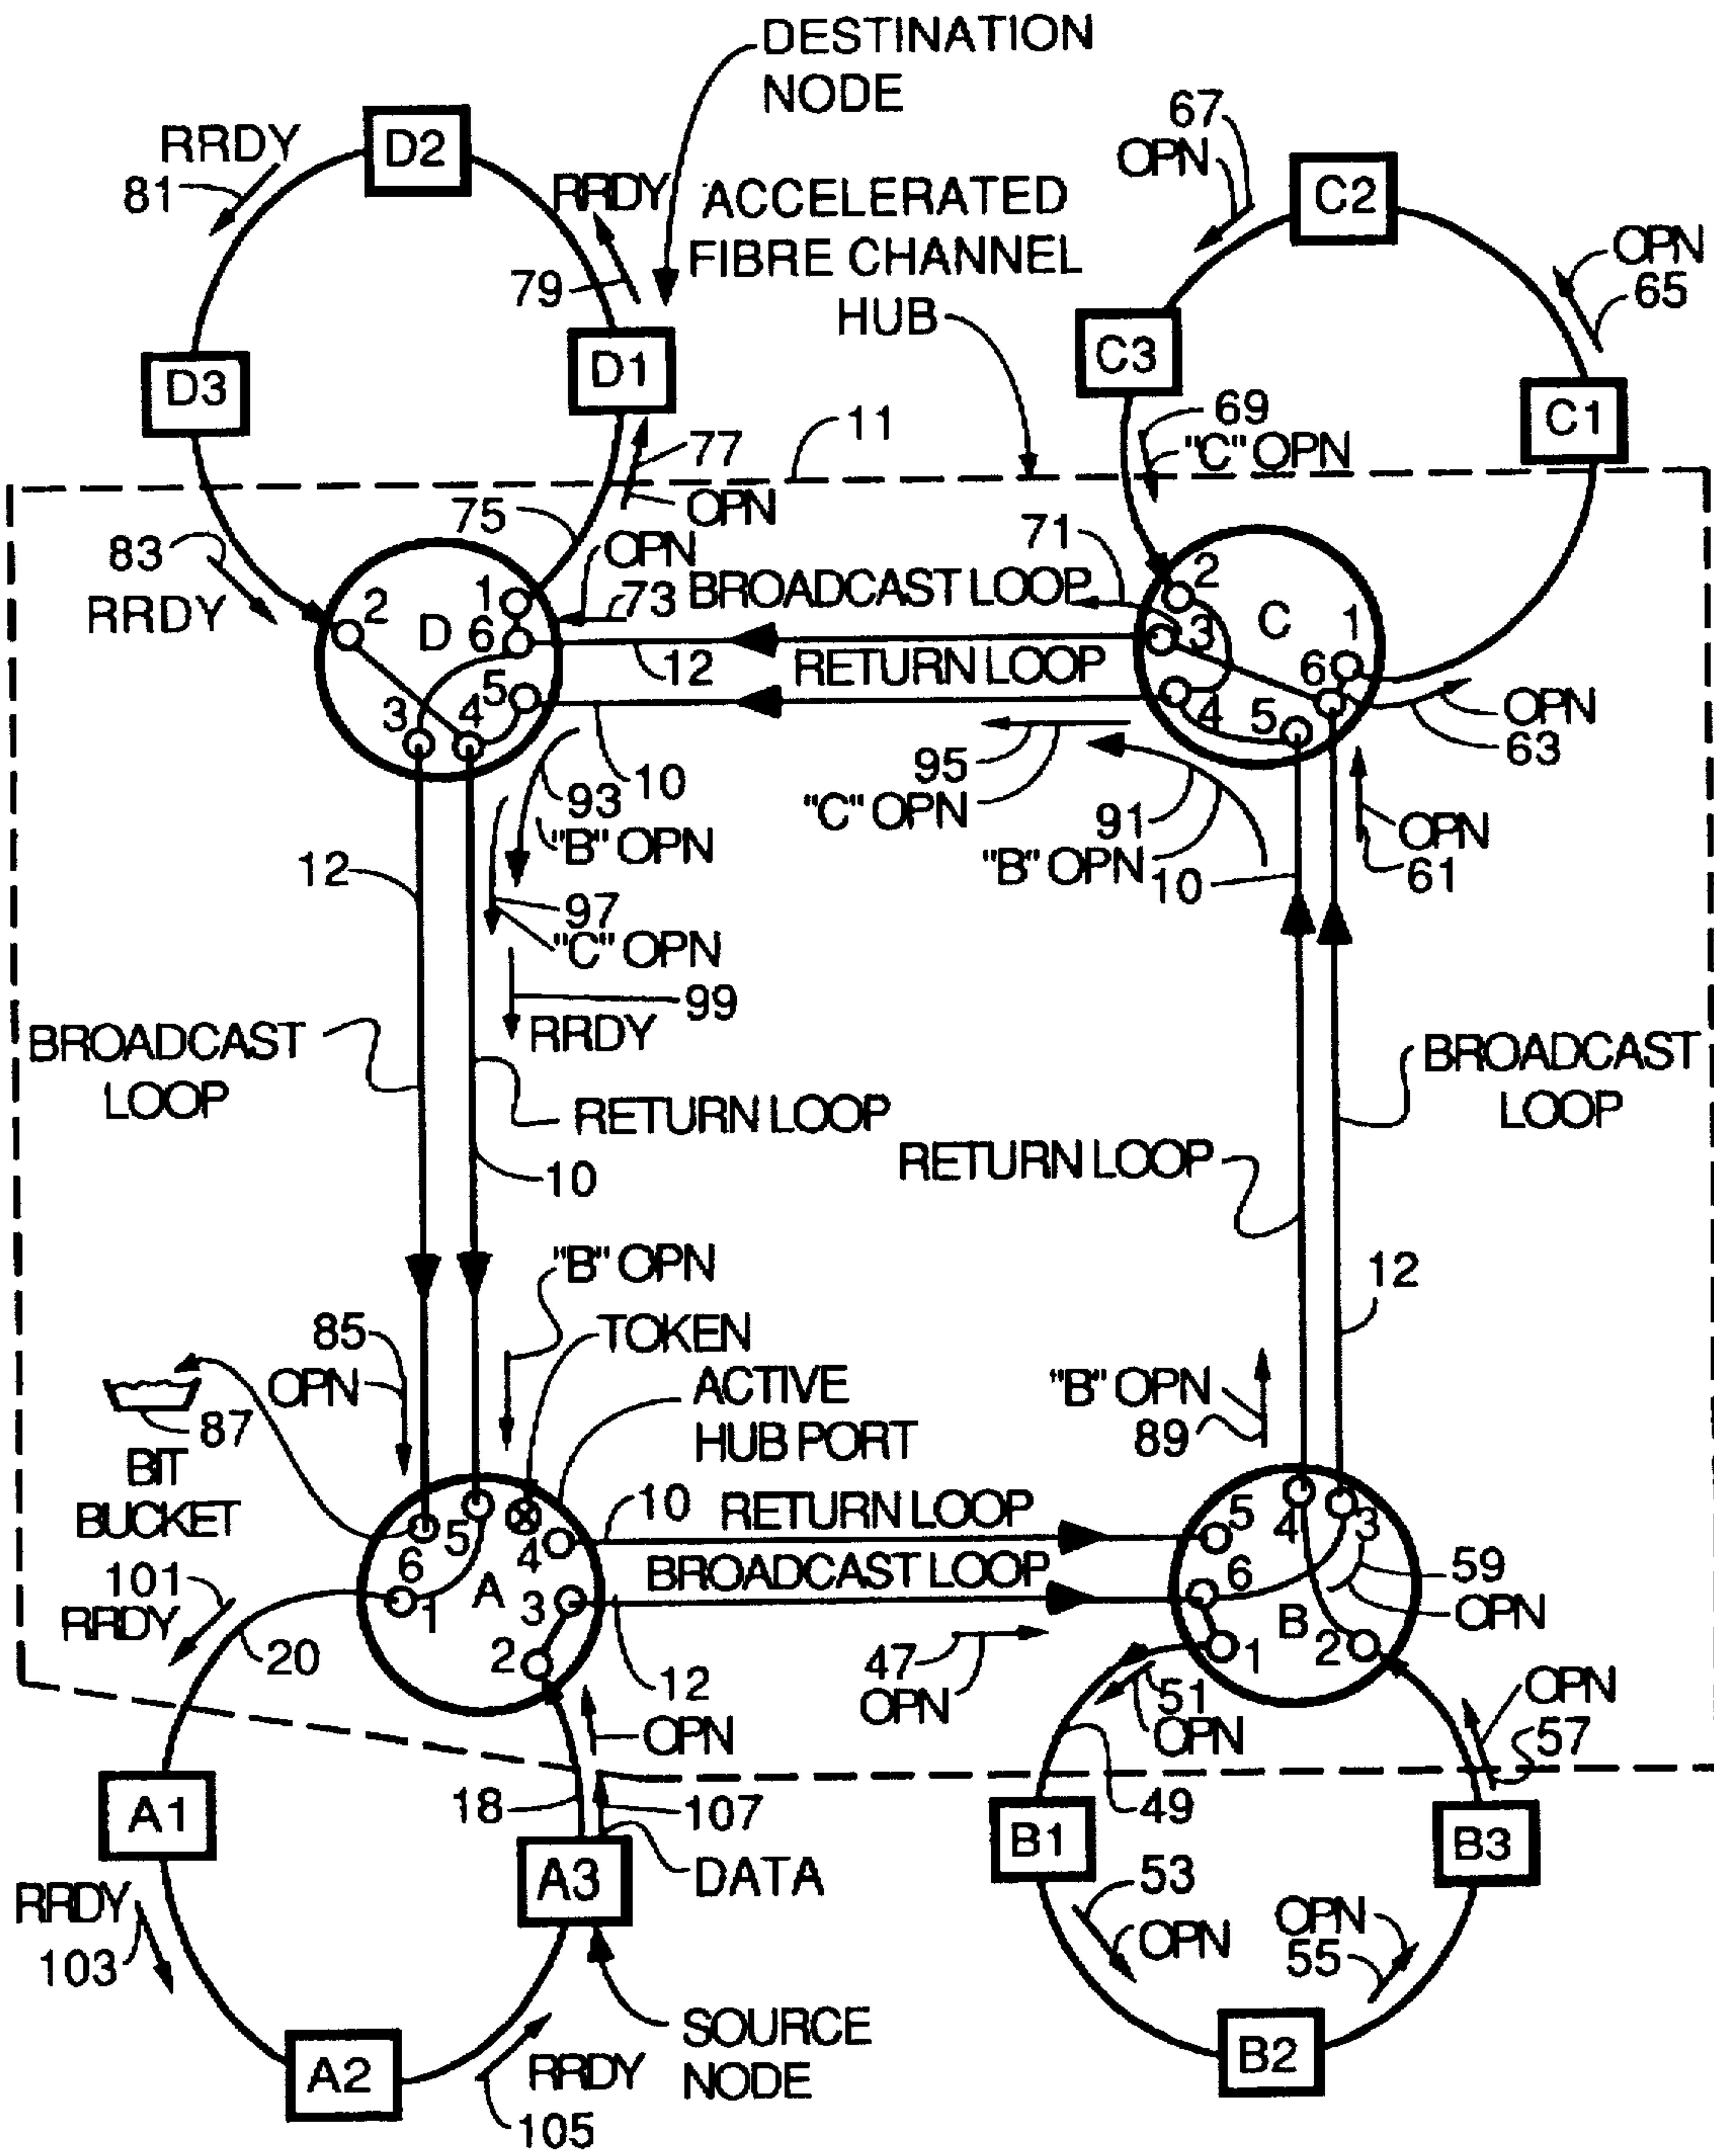 DESTINATION
NODE
67
OPN
RRDY
81
D2
RRDY
ACCELERATED
FIBRE CHANNEL
HUB
C2
OPN
65
79
D3
D1
C3
C1
11
69
"C" OPN
77
OPN
75
OPN
73
83
RRDY
71
BROADCAST LOOP
2
1
D
6
5
3
4
12
RETURN LOOP
2
3
C
1
6
4
5
OPN
63
93
10
"B" OPN
95
"C" OPN
91
"B" OPN
10
OPN
61
12
97
"C" OPN
99
RRDY
BROADCAST
LOOP
BROADCAST
LOOP
RETURN LOOP
10
RETURN LOOP
12
"B" OPN
85
OPN
TOKEN
ACTIVE
HUB PORT
"B" OPN
89
87
BIT
BUCKET
10
RETURN LOOP
BROADCAST LOOP
6
5
4
A
3
1
2
5
4
3
6
B
1
2
59
OPN
101
RRDY
20
12
OPN
47
OPN
51
OPN
OPN
57
18
107
DATA
49
A1
A3
B1
B3
RRDY
103
53
OPN
OPN
55
SOURCE
NODE
A2
RRDY
105
B2